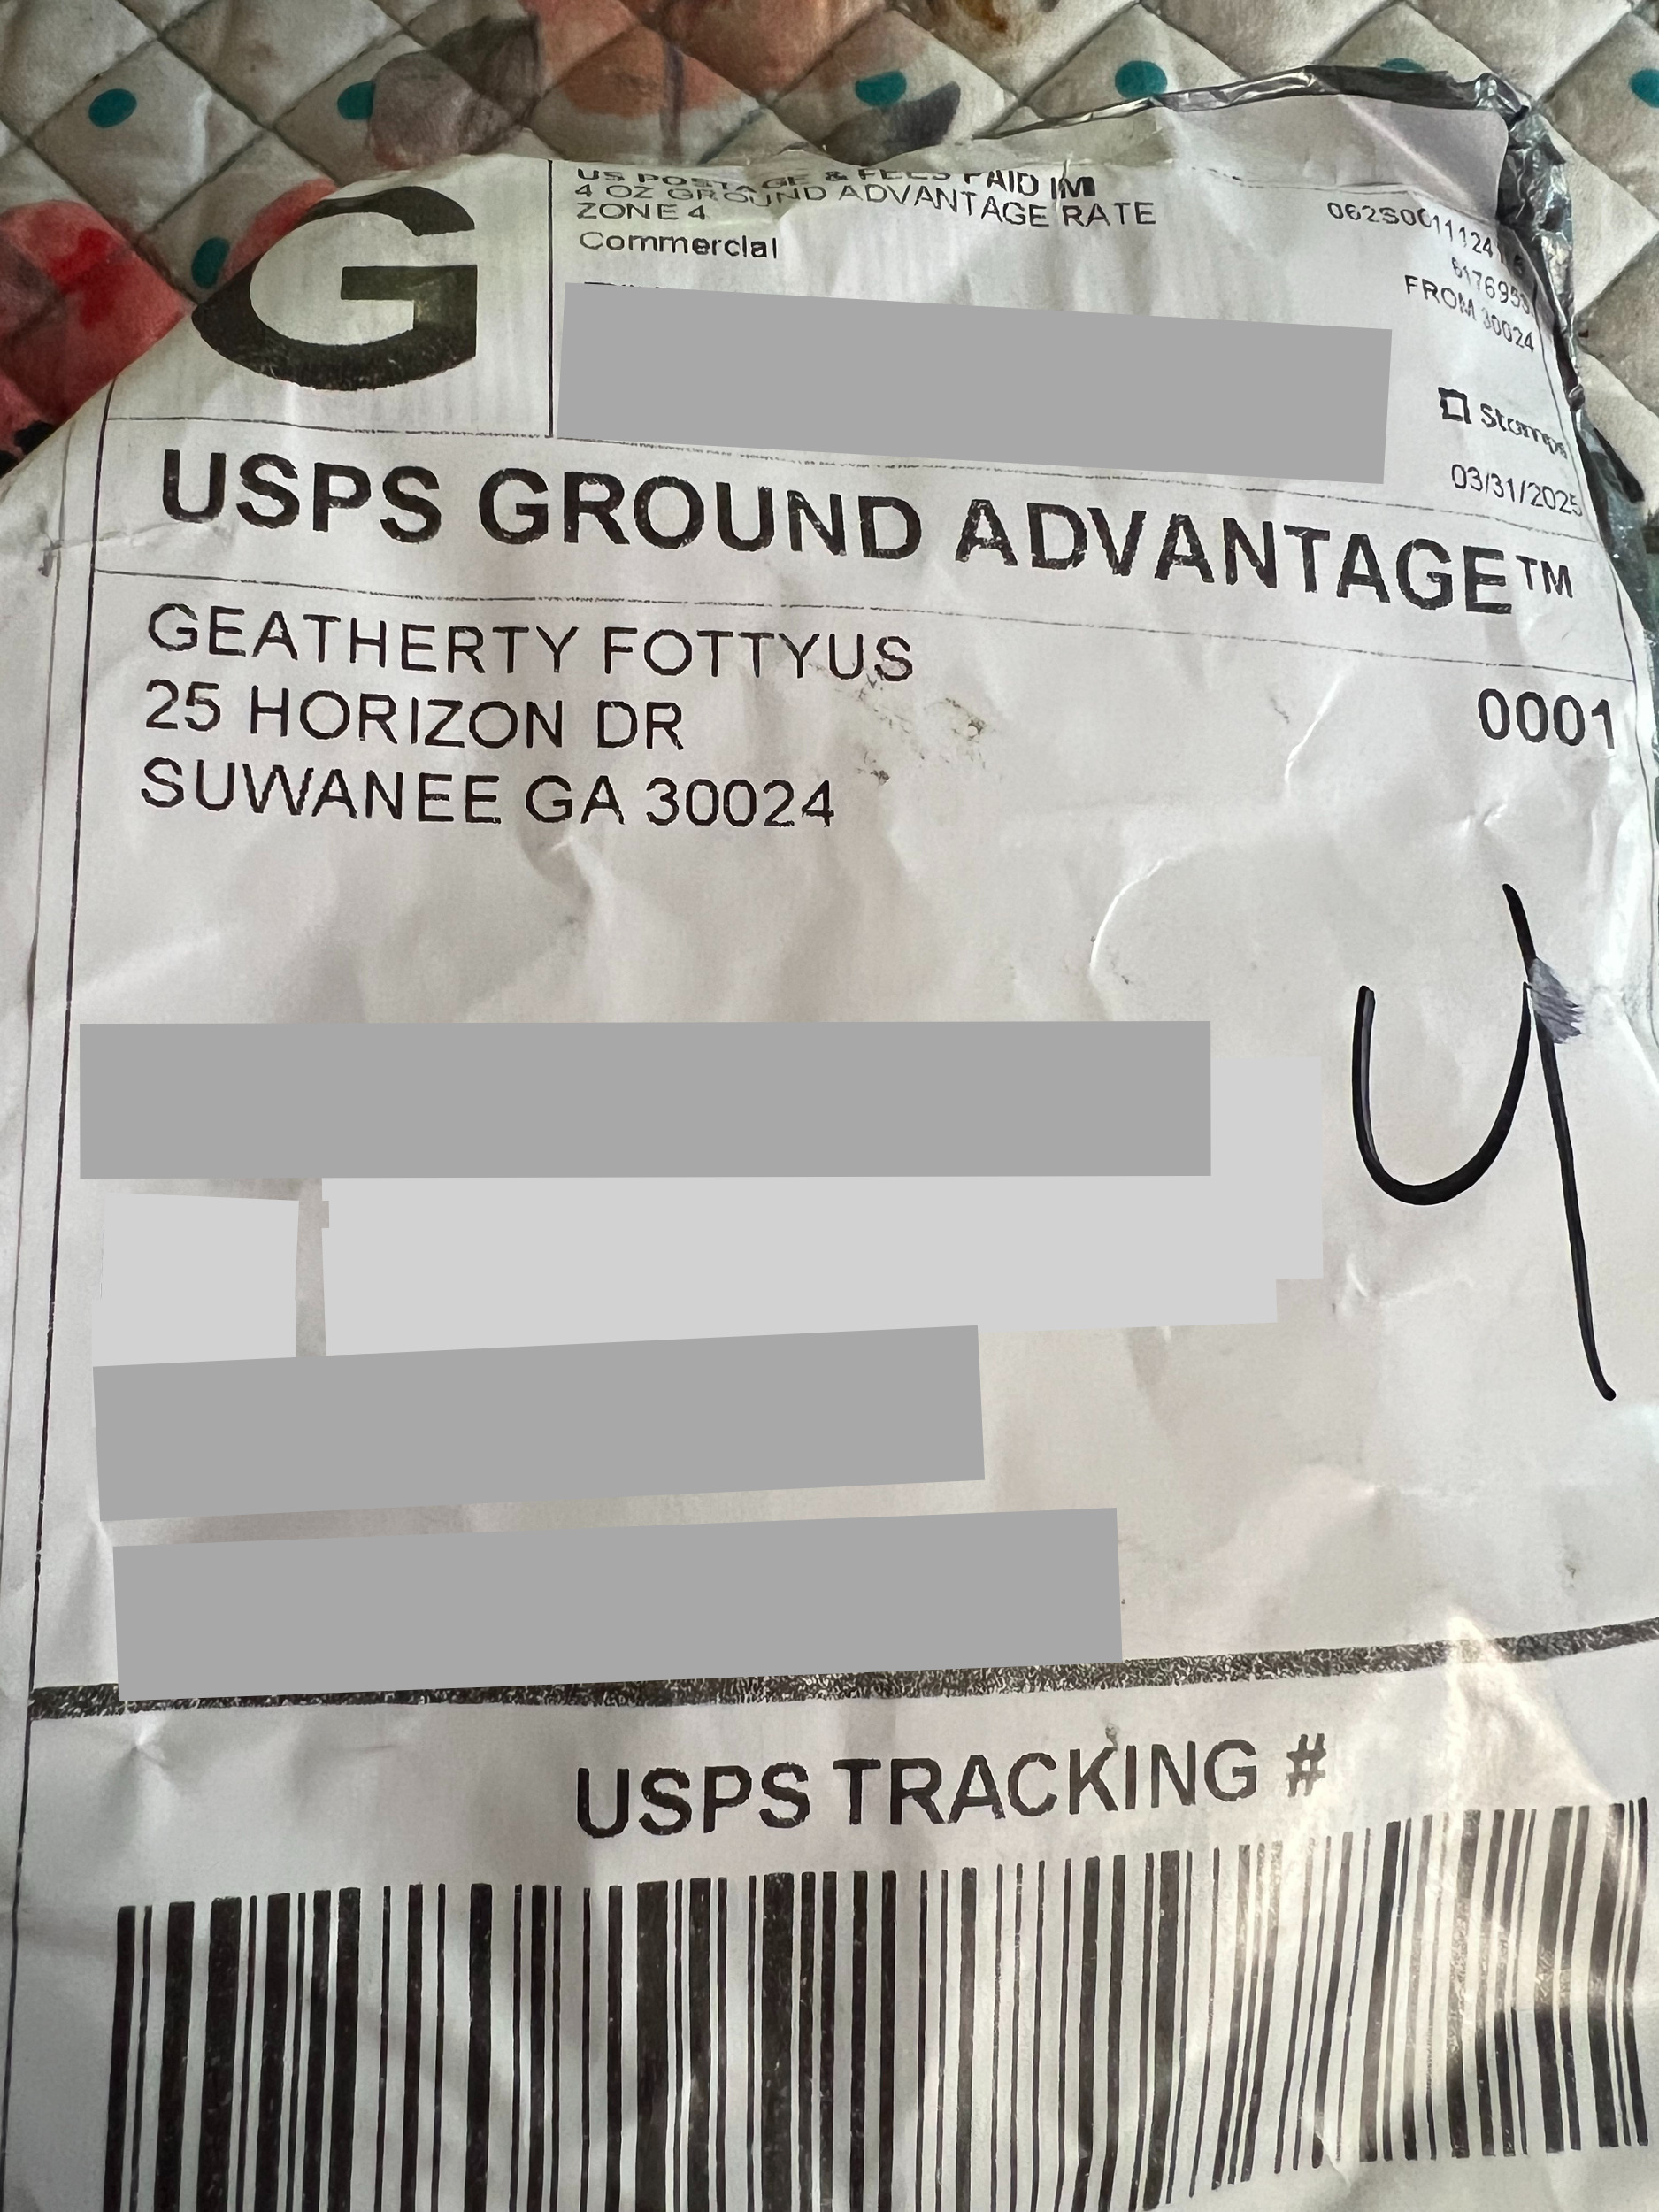 G
US POSTAGE & FEES PAID IMI
4 OZ GROUND ADVANTAGE RATE
ZONE 4
Commercial
FROM 30024
Stamps
03/31/2025
USPS GROUND ADVANTAGE™
GEATHERTY FOTTYUS
25 HORIZON DR
SUWANEE GA 30024
0001
USPS TRACKING #